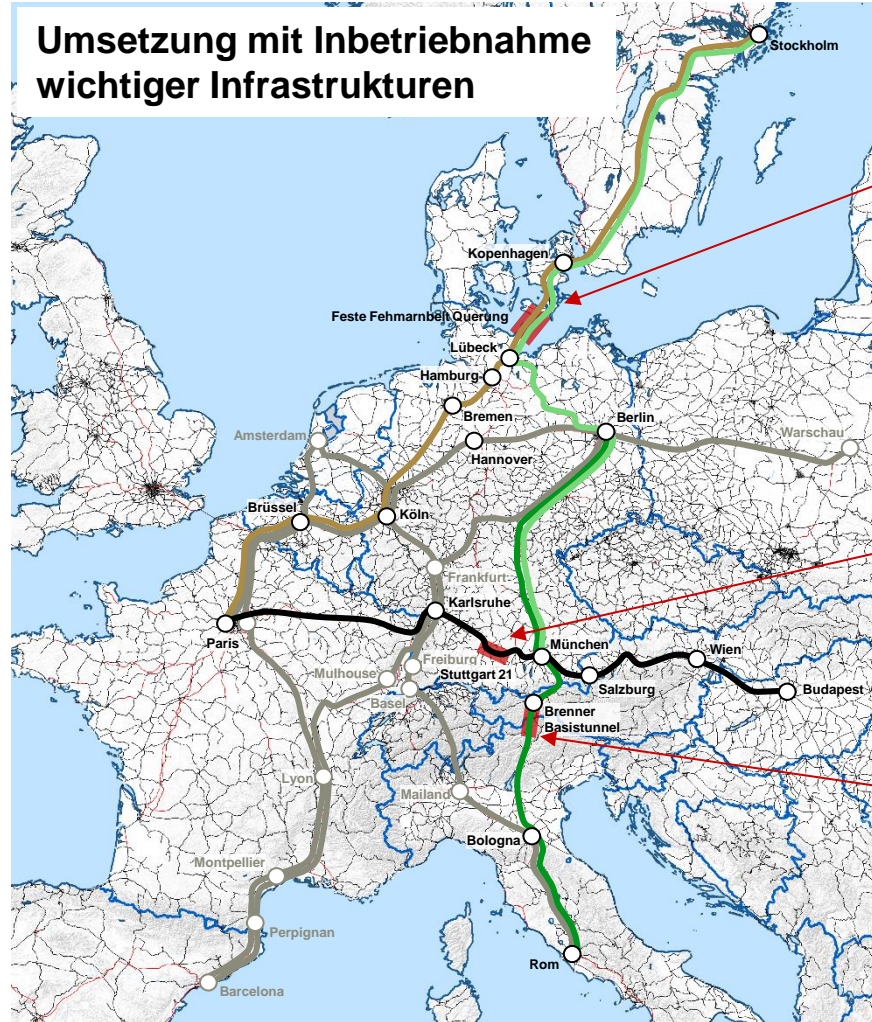 Umsetzung mit Inbetriebnahme
wichtiger Infrastrukturen
Stockholm
Kopenhagen
Feste Fehmarnbelt Querung
Lübeck
Hamburg
Bremen
Berlin
Amsterdam
Hannover
Warschau
Brüssel
Köln
Frankfurt
Karlsruhe
Paris
München
Wien
Mulhouse
Freiburg
Stuttgart 21
Salzburg
Budapest
Basel
Brenner
Basistunnel
Lyon
Mailand
Bologna
Montpellier
Perpignan
Rom
Barcelona